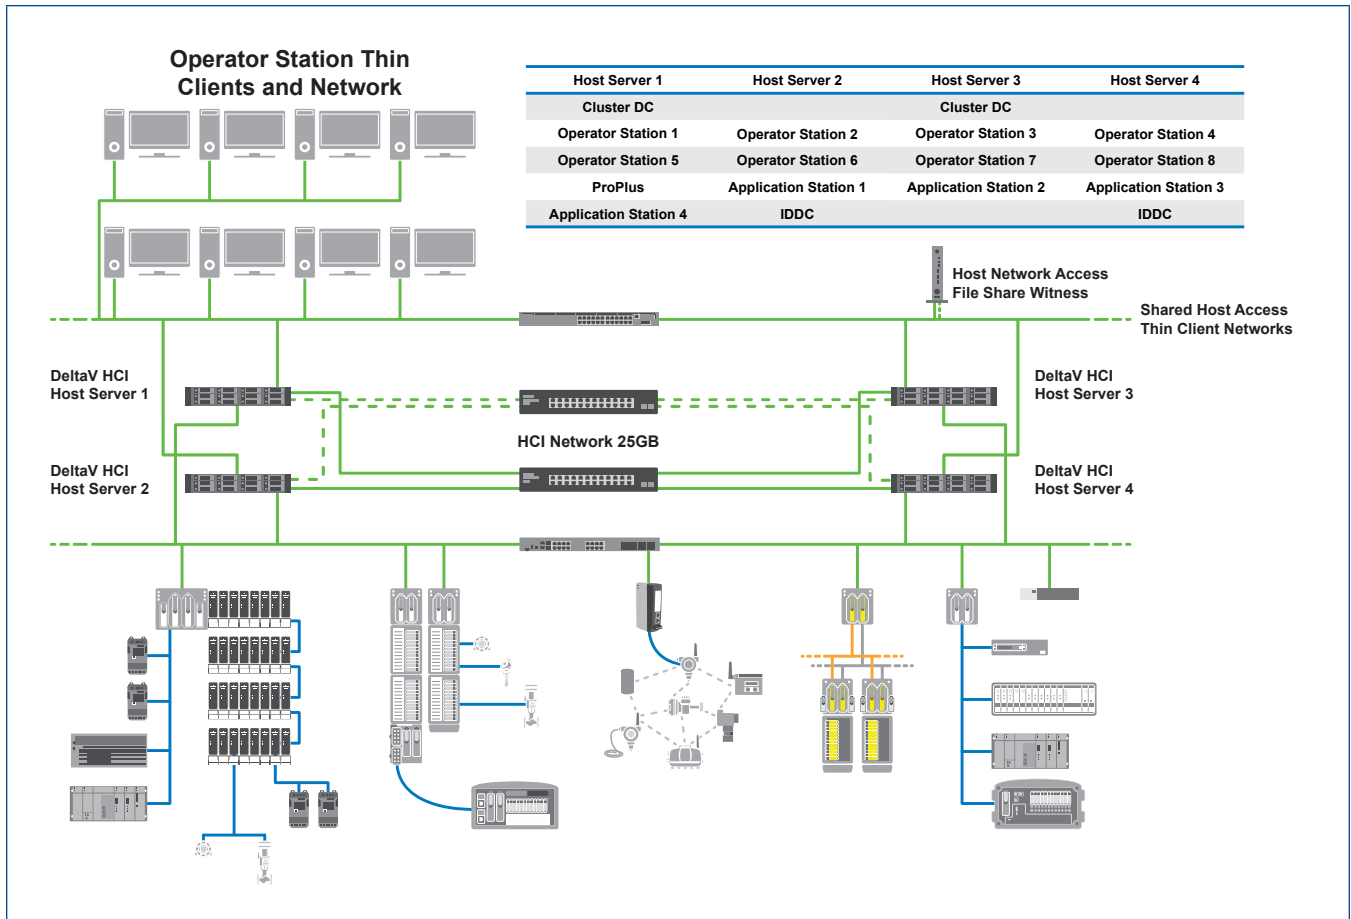 Operator Station Thin
Clients and Network
Host Server 1 Host Server 2 Host Server 3 Host Server 4
Cluster DC Cluster DC
Operator Station 1 Operator Station 2 Operator Station 3 Operator Station 4
Operator Station 5 Operator Station 6 Operator Station 7 Operator Station 8
ProPlus Application Station 1 Application Station 2 Application Station 3
Application Station 4 IDDC IDDC
Host Network Access
File Share Witness
Shared Host Access
Thin Client Networks
DeltaV HCI
Host Server 1
DeltaV HCI
Host Server 3
HCI Network 25GB
DeltaV HCI
Host Server 2
DeltaV HCI
Host Server 4